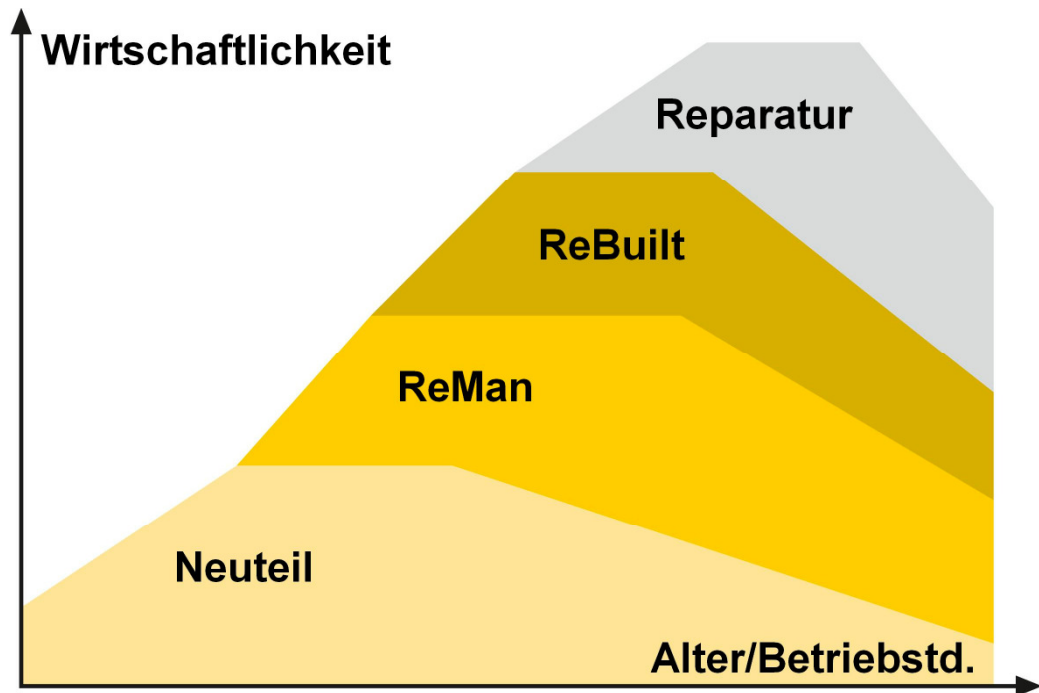 Wirtschaftlichkeit
Reparatur
ReBuilt
ReMan
Neuteil
Alter/Betriebstd.